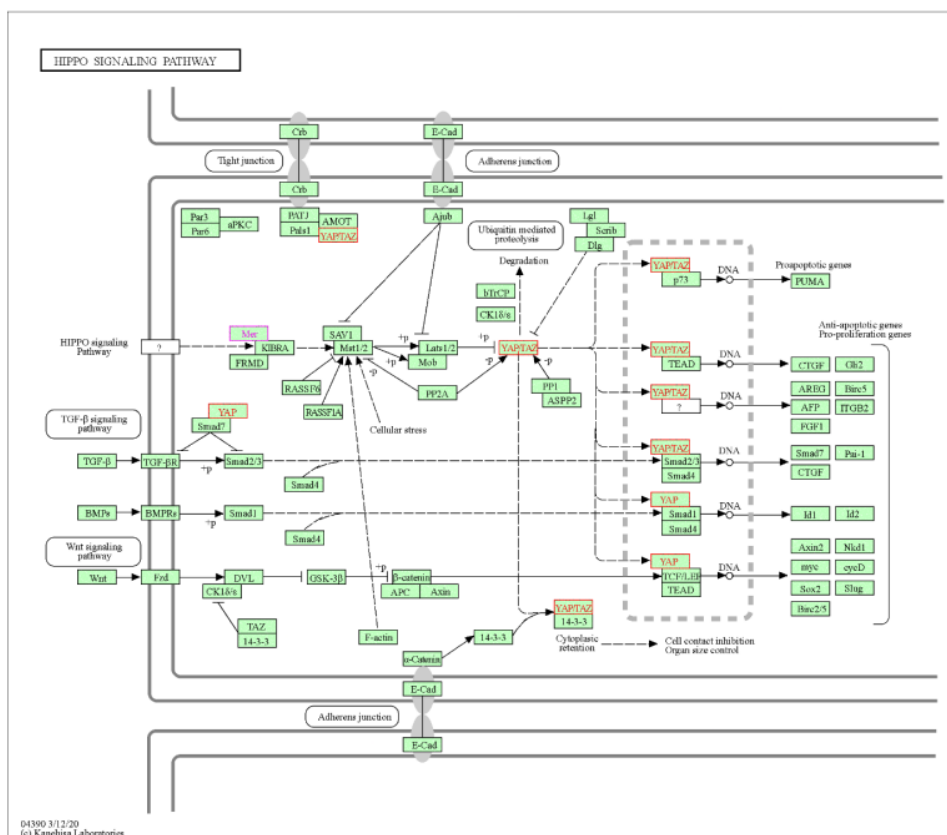 HIPPO SIGNALING PATHWAY
Crb
E-Cad
Tight junction
Adherens junction
Crb
E-Cad
Par3
Par6
aPKC
PATJ
Pals1
AMOT
YAP/TAZ
Ajub
Ubiquitin mediated
proteolysis
Degradation
Lgl
Scrib
Dlg
bTrCP
CK1δ/s
YAP/TAZ
p73
DNA
Proapoptotic genes
PUMA
Anti-apoptotic genes
Pro-proliferation genes
HIPPO signaling
Pathway
?
Mer
KIBRA
FRMD
SAV1
Mst1/2
+p
+p
-p
Lats1/2
Mob
+p
-p
YAP/TAZ
-p
PP2A
PP1
ASPP2
RASSF6
RASSF1A
Cellular stress
YAP/TAZ
TEAD
DNA
CTGF
Gli2
YAP/TAZ
?
DNA
AREG
Birc5
AFP
ITGB2
FGF1
TGF-β signaling
pathway
YAP
Smad7
TGF-β
TGF-βR
+p
Smad2/3
Smad4
YAP/TAZ
Smad2/3
Smad4
DNA
Smad7
Pai-1
CTGF
BMPs
BMPRs
+p
Smad1
Smad4
YAP
Smad1
Smad4
DNA
Id1
Id2
Wnt signaling
pathway
Wnt
Frd
DVL
CK1δ/s
GSK-3β
+p
β-catenin
APC
Axin
YAP
TCF/LEF
TEAD
DNA
Axin2
Nkd1
myc
cycD
Sox2
Slug
Birc2/5
TAZ
14-3-3
F-actin
14-3-3
YAP/TAZ
14-3-3
Cytoplasic
retention
Cell contact inhibition
Organ size control
α-Catenin
E-Cad
Adherens junction
E-Cad
04390 3/12/20
(c) Kanehisa Laboratories